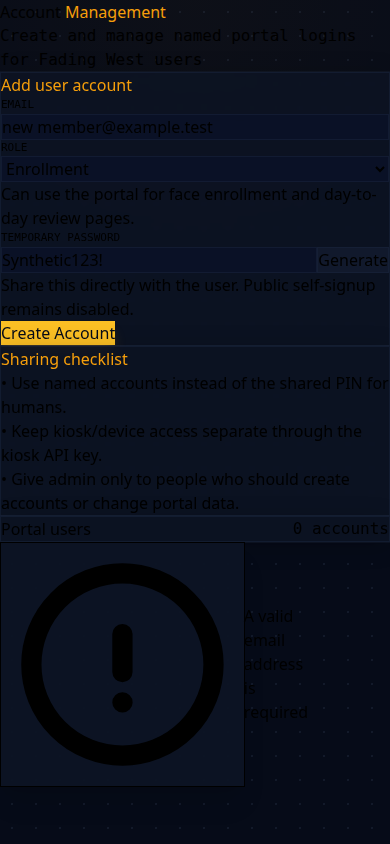 Account Management
Create and manage named portal logins
for Fading West users
Add user account
EMAIL
new member@example.test
ROLE
Enrollment
Can use the portal for face enrollment and day-to-
day review pages.
TEMPORARY PASSWORD
Synthetic123!
Generate
Share this directly with the user. Public self-signup
remains disabled.
Create Account
Sharing checklist
• Use named accounts instead of the shared PIN for
humans.
• Keep kiosk/device access separate through the
kiosk API key.
• Give admin only to people who should create
accounts or change portal data.
Portal users
0 accounts
A valid
email
address
is
required